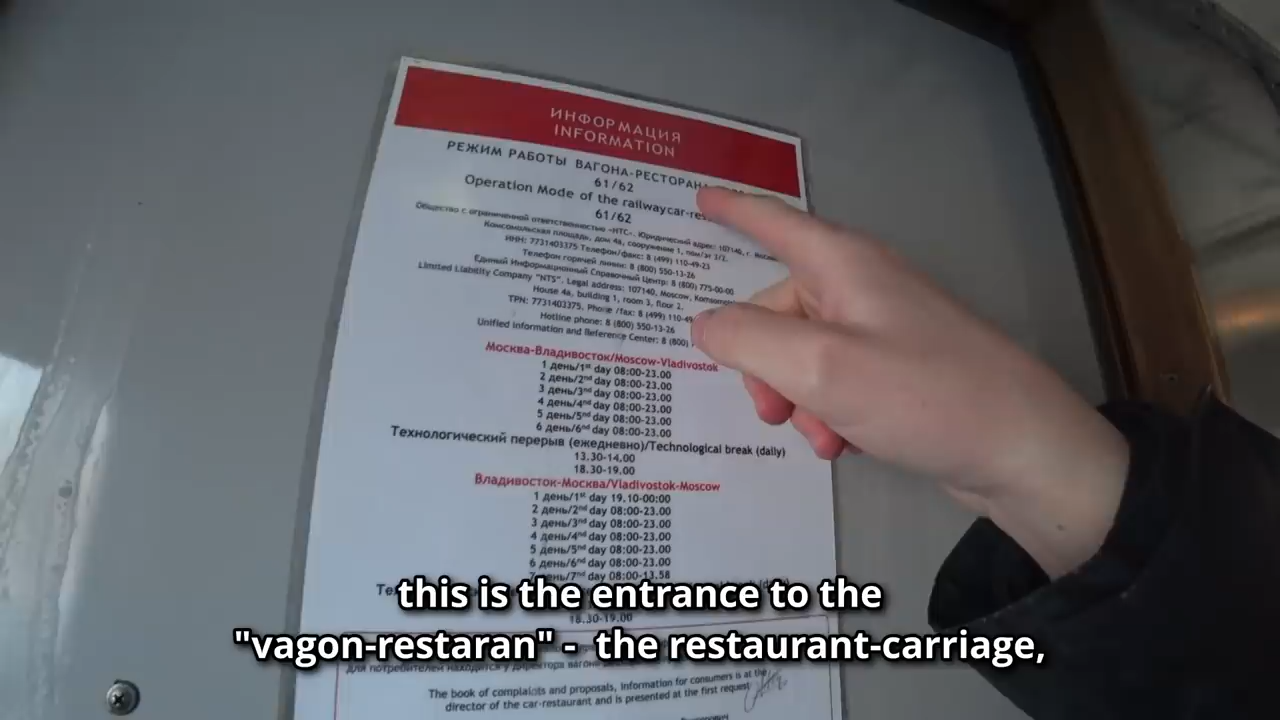 ИНФОРМАЦИЯ
INFORMATION
РЕЖИМ РАБОТЫ ВАГОНА-РЕСТОРАНА
61/62
Operation Mode of the railwaycar-res
61/62
Общество с ограниченной ответственностью «НТС». Юридический адрес: 107140, г.
Комсомольская площадь, дом 4а, сооружение 1, пом/эт 3/2.
ИНН: 7731403375 Телефон/факс: 8 (499) 110-49-23
Телефон горячей линии: 8 (800) 550-13-26
Единый Информационный Справочный Центр: 8 (800) 775-00-00
Limited Liability Company "NTS". Legal address: 107140, Moscow, Komsomol
House 4a, building 1, room 3, floor 2.
TPN: 7731403375, Phone /fax: 8 (499) 110-49
Hotline phone: 8 (800) 550-13-26
Unified Information and Reference Center: 8 (800)
Москва-Владивосток/Moscow-Vladivostok
1 день/1st day 08:00-23.00
2 день/2nd day 08:00-23.00
3 день/3rd day 08:00-23.00
4 день/4nd day 08:00-23.00
5 день/5nd day 08:00-23.00
6 день/6nd day 08:00-23.00
Технологический перерыв (ежедневно)/Technological break (daily)
13.30-14.00
18.30-19.00
Владивосток-Москва/Vladivostok-Moscow
1 день/1st day 19.10-00:00
2 день/2nd day 08:00-23.00
3 день/3nd day 08:00-23.00
4 день/4nd day 08:00-23.00
5 день/5nd day 08:00-23.00
6 день/6nd day 08:00-23.00
день/7nd day 08:00-13.58
18.30-19.00
this is the entrance to the
"vagon-restaran" - the restaurant-carriage,
для потребителей находится у директора вагона
The book of complaints and proposals, information for consumers is at the
director of the car-restaurant and is presented at the first request